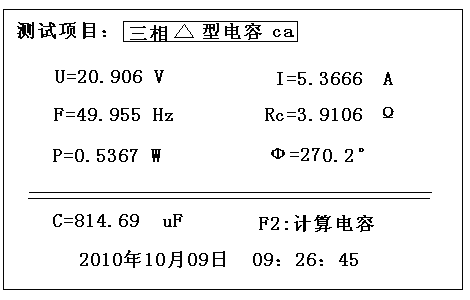 测试项目： 三相 △ 型电容 ca
U=20.906 V I=5.3666 A
F=49.955 Hz Rc=3.9106 Ω
P=0.5367 W Φ=270.2°
C=814.69 uF F2:计算电容
2010年10月09日 09：26：45